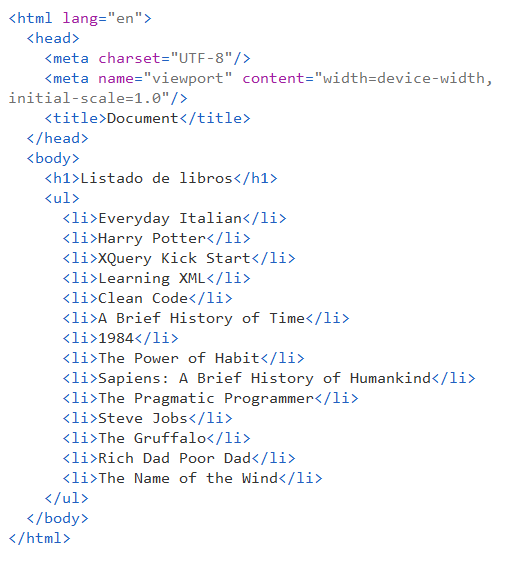 <html lang="en">
  <head>
    <meta charset="UTF-8"/>
    <meta name="viewport" content="width=device-width,
initial-scale=1.0"/>
    <title>Document</title>
  </head>
  <body>
    <h1>Listado de libros</h1>
    <ul>
      <li>Everyday Italian</li>
      <li>Harry Potter</li>
      <li>XQuery Kick Start</li>
      <li>Learning XML</li>
      <li>Clean Code</li>
      <li>A Brief History of Time</li>
      <li>1984</li>
      <li>The Power of Habit</li>
      <li>Sapiens: A Brief History of Humankind</li>
      <li>The Pragmatic Programmer</li>
      <li>Steve Jobs</li>
      <li>The Gruffalo</li>
      <li>Rich Dad Poor Dad</li>
      <li>The Name of the Wind</li>
    </ul>
  </body>
</html>